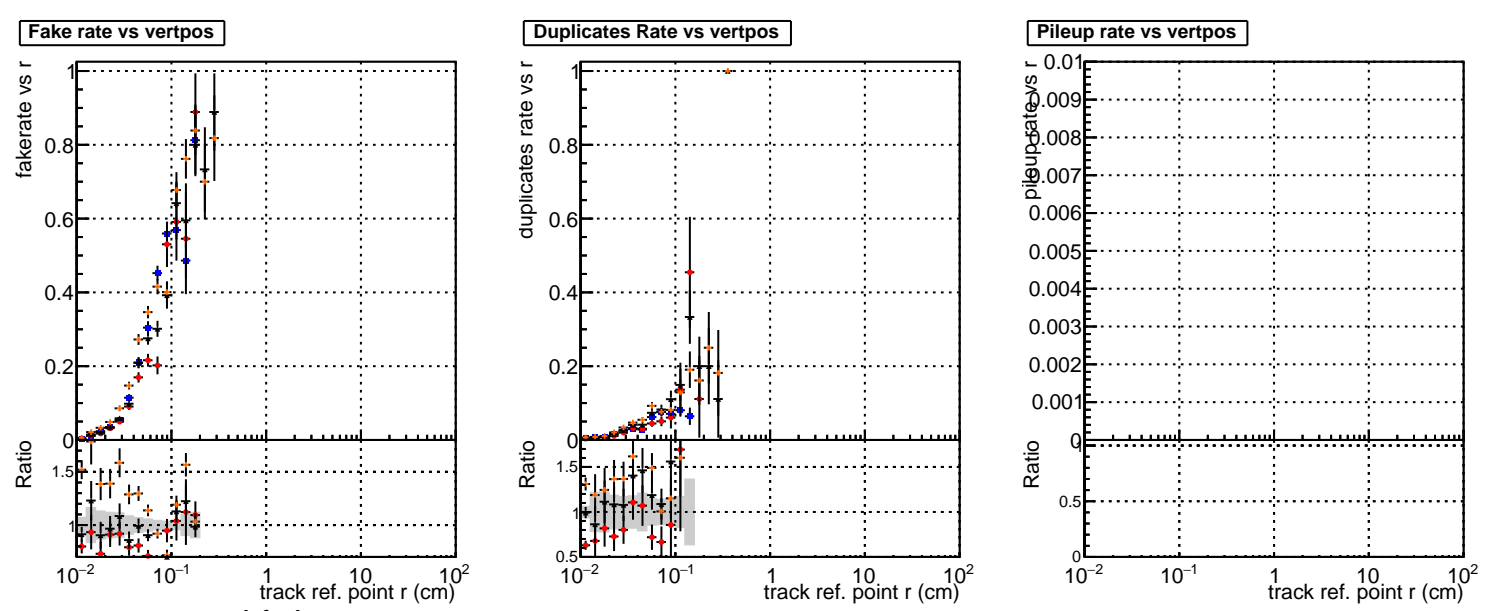 Fake rate vs vertpos
fakerate vs r
1
0.8
0.6
0.4
0.2
0
Ratio
1.5
1
10⁻² 10⁻¹ 1 10 10²
track ref. point r (cm)
Duplicates Rate vs vertpos
duplicates rate vs r
1
0.8
0.6
0.4
0.2
0
Ratio
1.5
1
0.5
10⁻² 10⁻¹ 1 10 10²
track ref. point r (cm)
Pileup rate vs vertpos
pileup rate vs r
0.01
0.009
0.008
0.007
0.006
0.005
0.004
0.003
0.002
0.001
0
Ratio
1
0.5
0
10⁻² 10⁻¹ 1 10 10²
track ref. point r (cm)